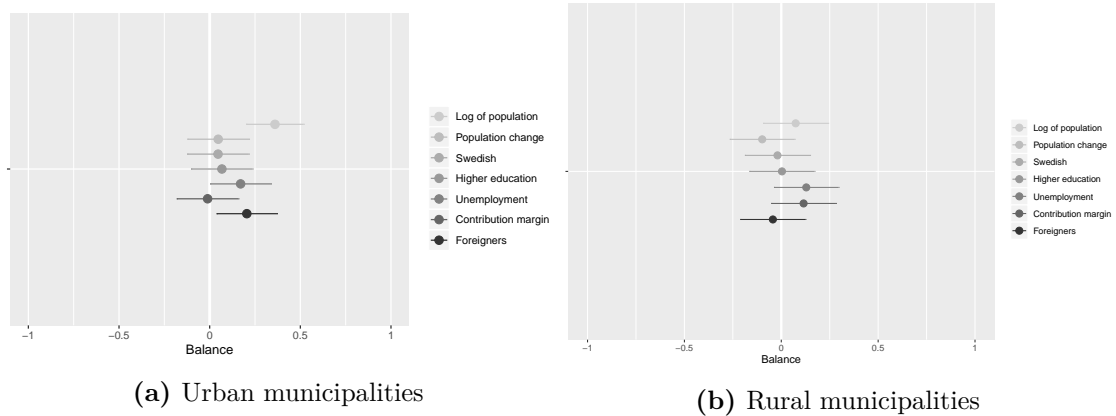 Log of population
Population change
Swedish
Higher education
Unemployment
Contribution margin
Foreigners
−1
−0.5
0
0.5
1
Balance
(a) Urban municipalities
Log of population
Population change
Swedish
Higher education
Unemployment
Contribution margin
Foreigners
−1
−0.5
0
0.5
1
Balance
(b) Rural municipalities